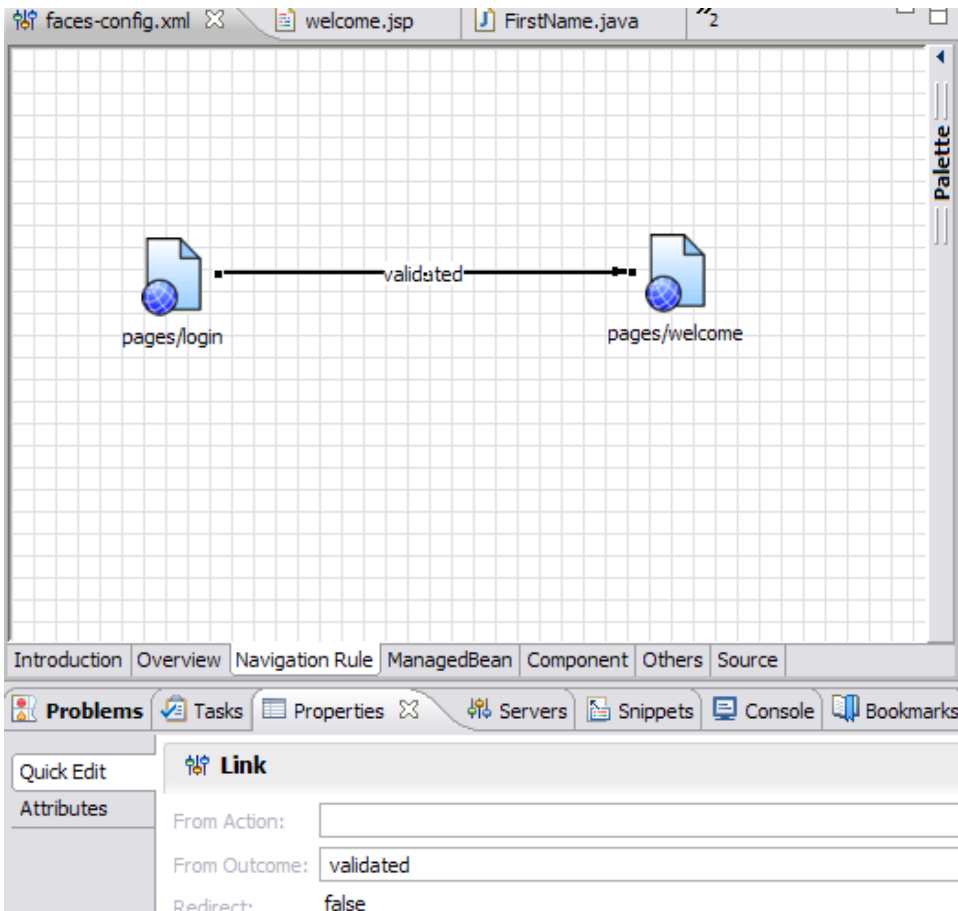 faces-config.xml welcome.jsp FirstName.java »2
Palette
validated
pages/login pages/welcome
Introduction Overview Navigation Rule ManagedBean Component Others Source
Problems Tasks Properties Servers Snippets Console Bookmarks
Quick Edit Link
Attributes
From Action:
From Outcome: validated
Redirect: false